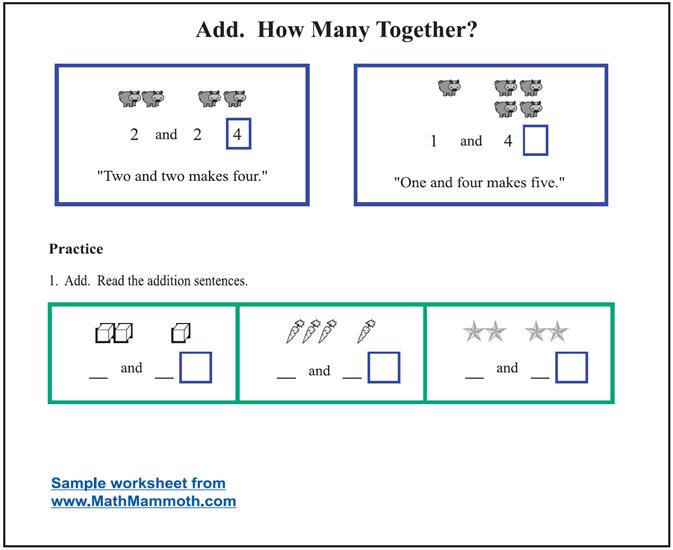 Add. How Many Together?
2 and 2 4
"Two and two makes four."
1 and 4
"One and four makes five."
Practice
1. Add. Read the addition sentences.
__ and __
__ and __
__ and __
Sample worksheet from
www.MathMammoth.com